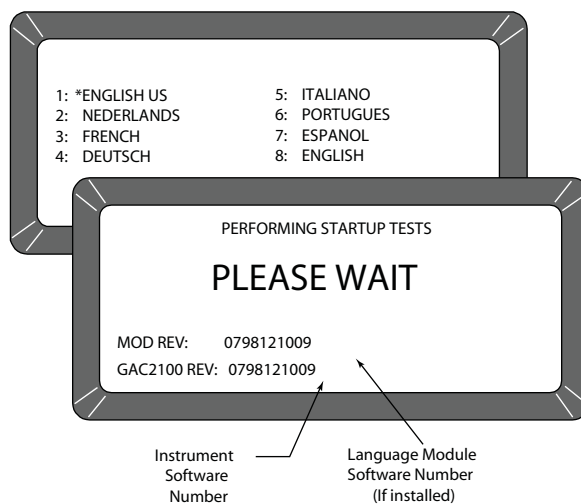 1: *ENGLISH US
2: NEDERLANDS
3: FRENCH
4: DEUTSCH
5: ITALIANO
6: PORTUGUES
7: ESPANOL
8: ENGLISH
PERFORMING STARTUP TESTS
PLEASE WAIT
MOD REV: 0798121009
GAC2100 REV: 0798121009
Instrument
Software
Number
Language Module
Software Number
(If installed)